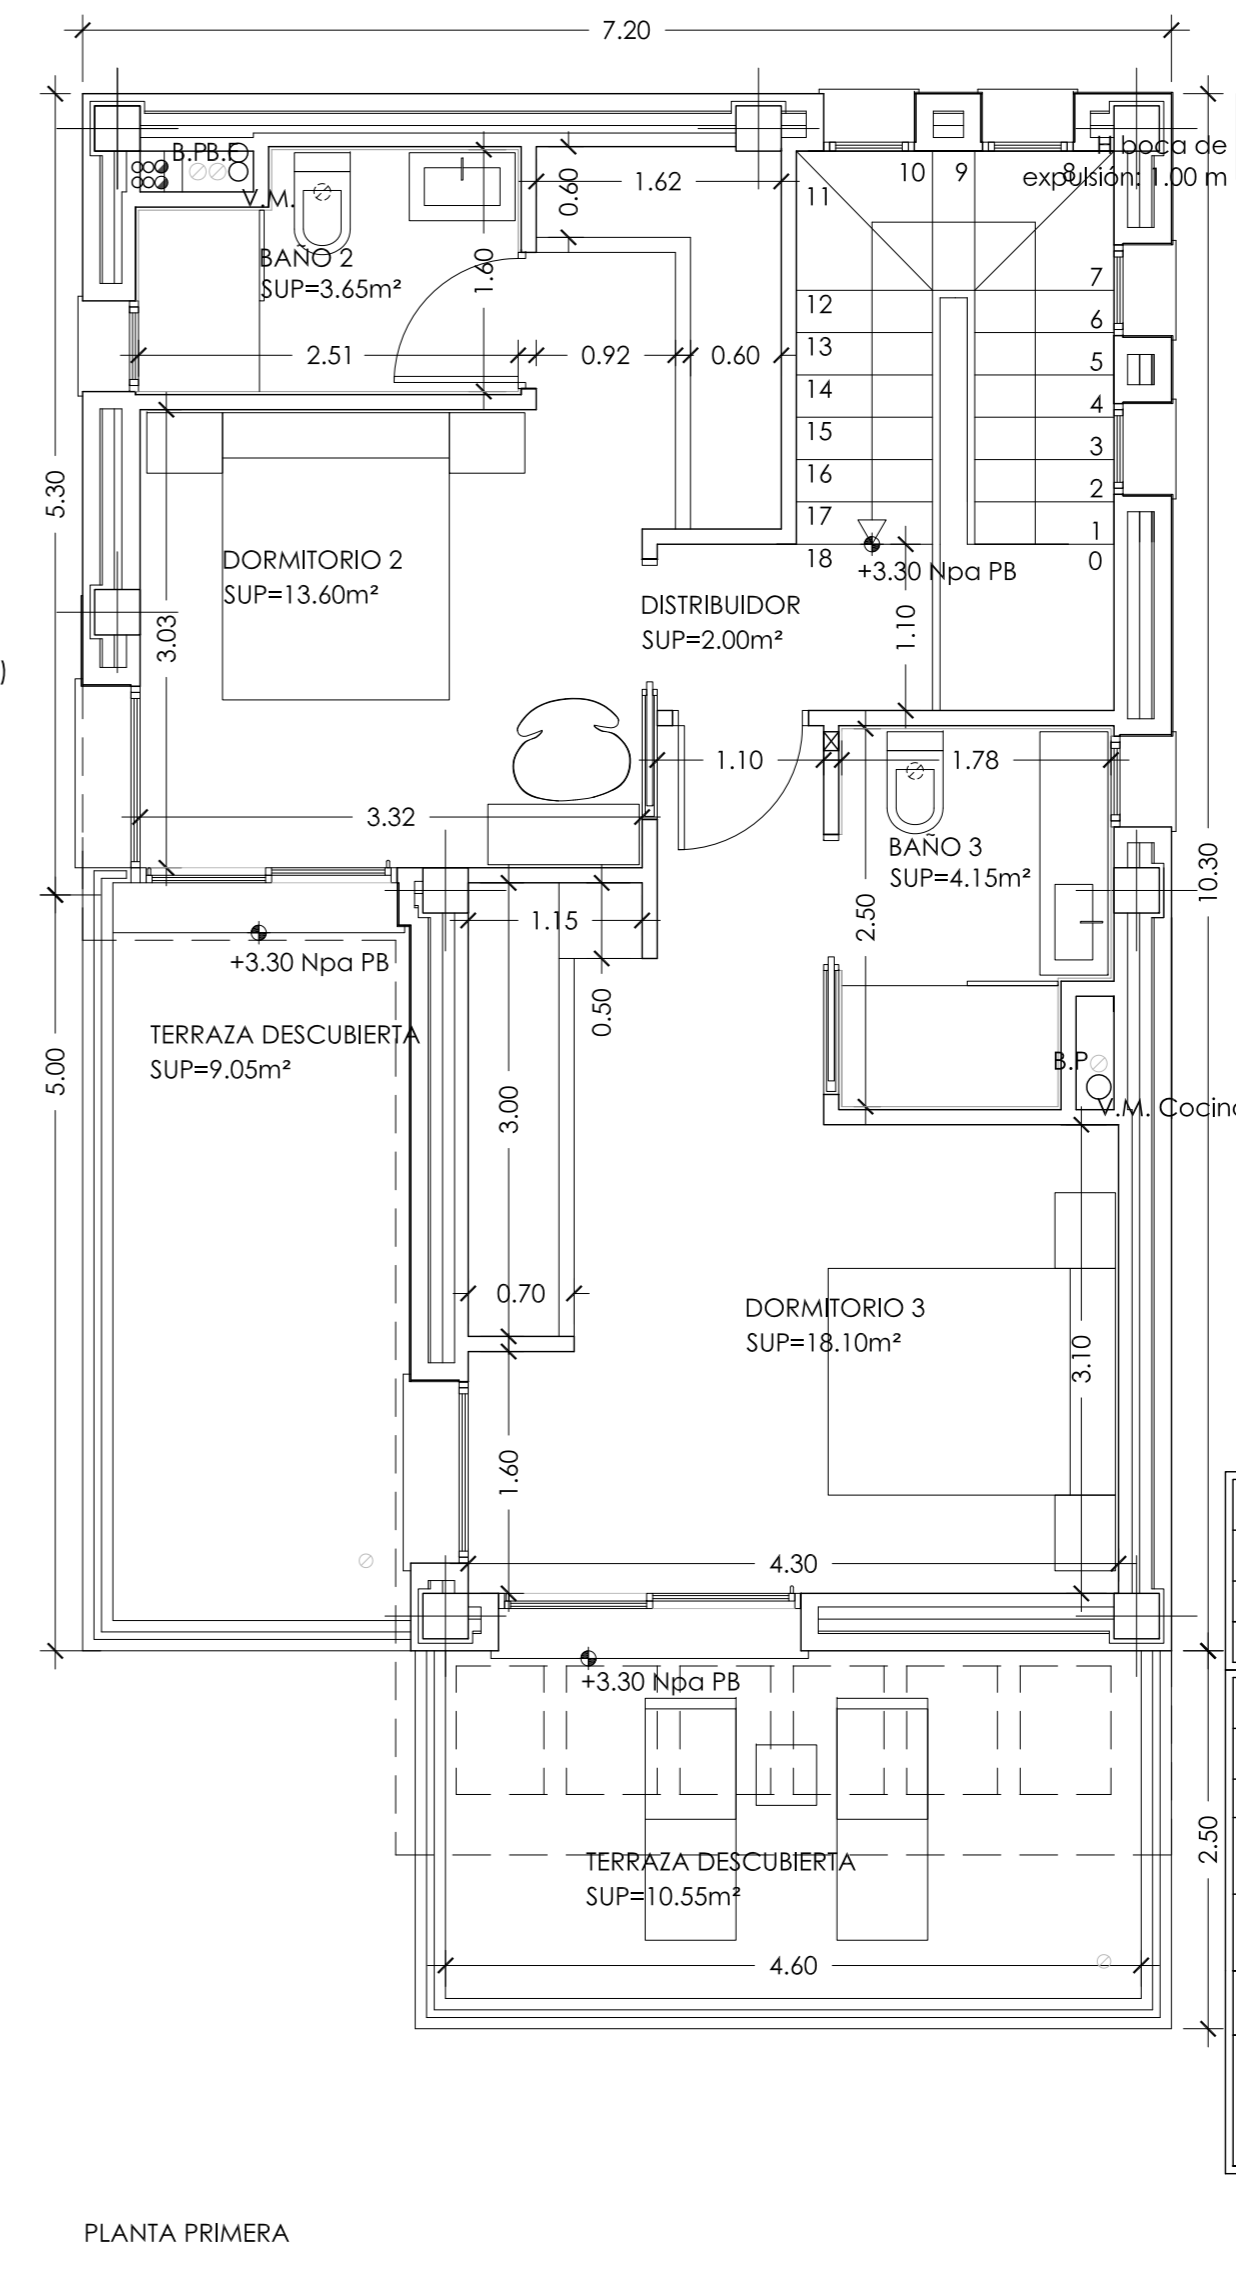 7.20
H boca de
expulsión: 1.00 m
B.P
B.F
V.M.
BAÑO 2
SUP=3.65m²
0.60
1.62
1.60
2.51
0.92
0.60
11
10
9
8
7
12
6
13
5
14
4
15
3
16
2
17
1
18
0
+3.30 Npa PB
5.30
DORMITORIO 2
SUP=13.60m²
3.03
DISTRIBUIDOR
SUP=2.00m²
1.10
)
1.10
1.78
3.32
BAÑO 3
SUP=4.15m²
10.30
2.50
1.15
+3.30 Npa PB
0.50
TERRAZA DESCUBIERTA
SUP=9.05m²
5.00
B.P
V.M. Cocina
3.00
0.70
DORMITORIO 3
SUP=18.10m²
3.10
1.60
4.30
+3.30 Npa PB
2.50
TERRAZA DESCUBIERTA
SUP=10.55m²
4.60
PLANTA PRIMERA